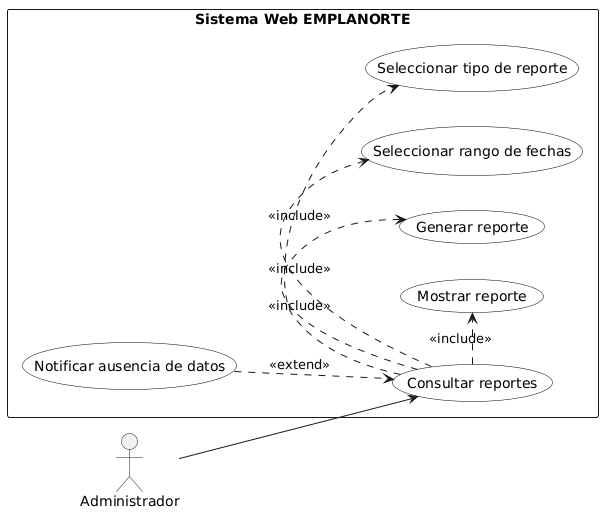 Sistema Web EMPLANORTE
Seleccionar tipo de reporte
Seleccionar rango de fechas
«include»
Generar reporte
«include»
Mostrar reporte
«include»
«include»
Notificar ausencia de datos
«extend»
Consultar reportes
Administrador